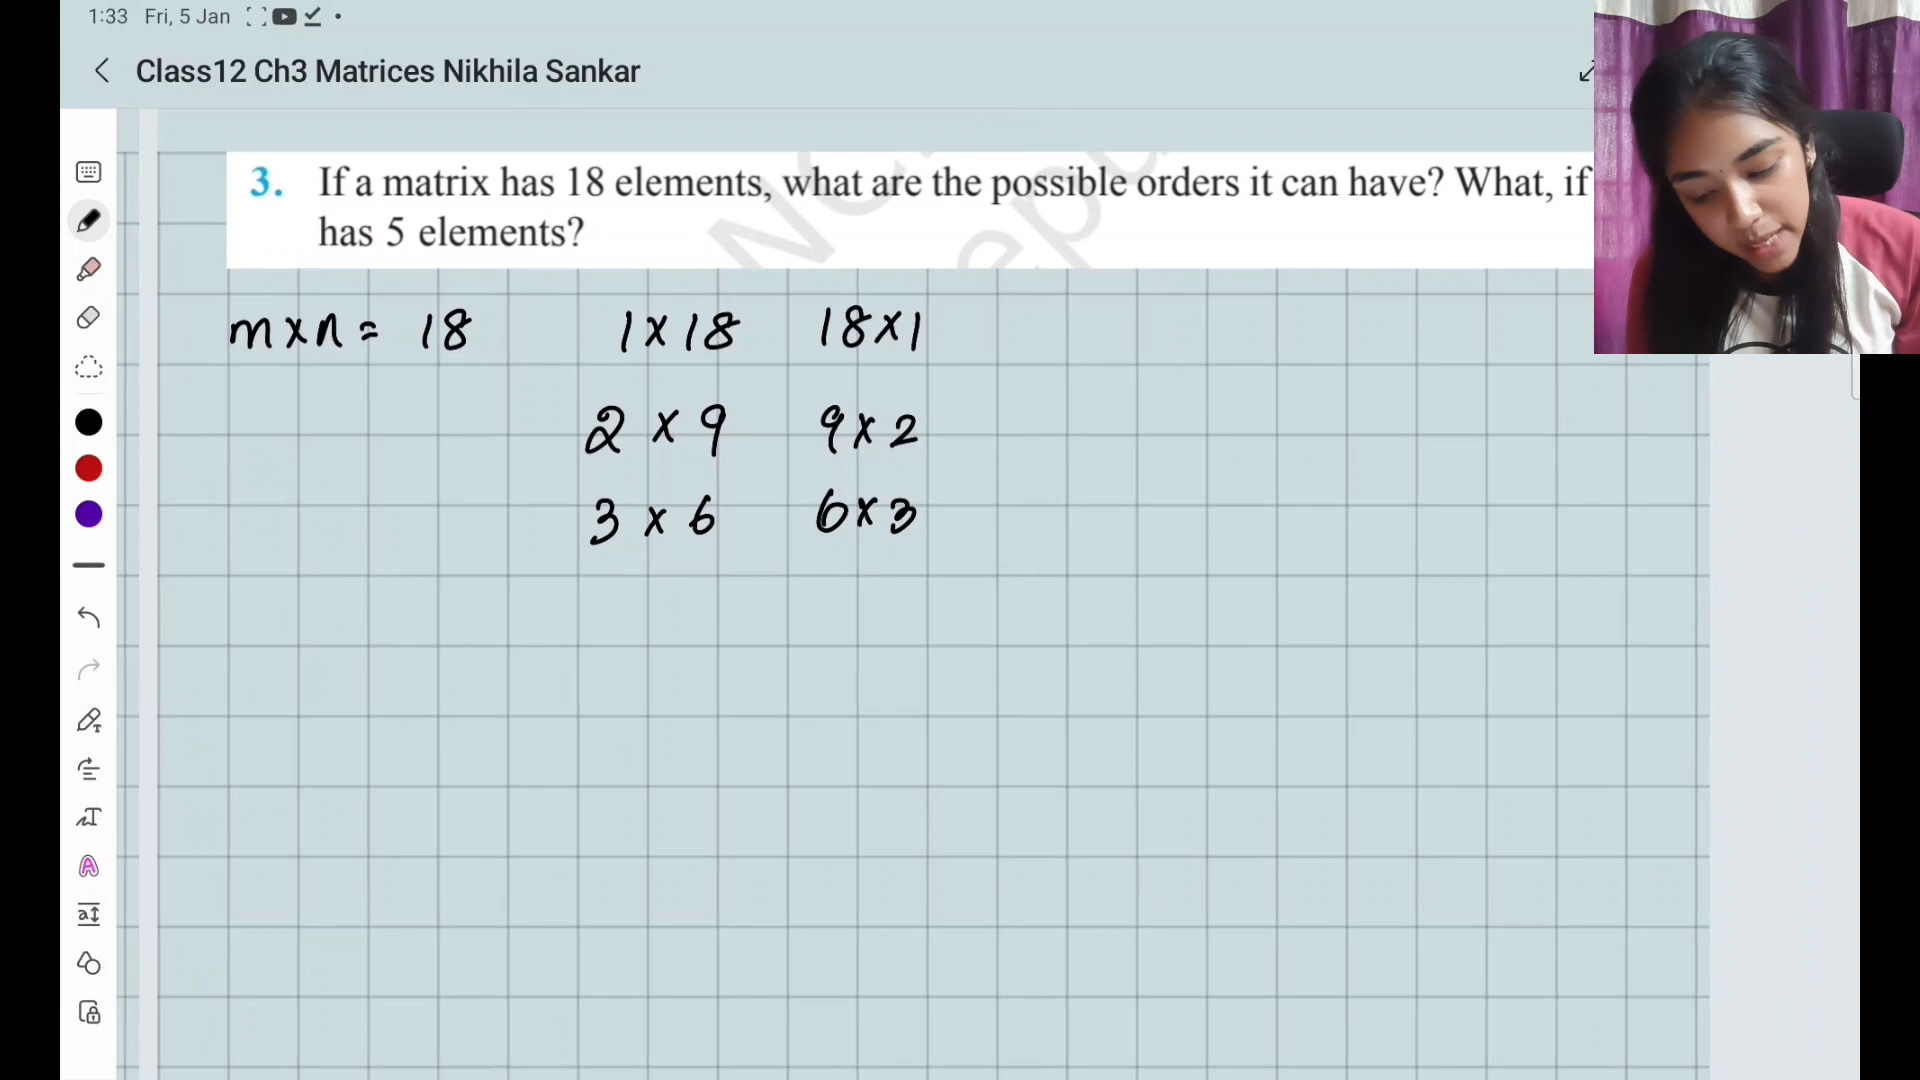 1:33 Fri, 5 Jan
Class12 Ch3 Matrices Nikhila Sankar
3. If a matrix has 18 elements, what are the possible orders it can have? What, if
has 5 elements?
m×n = 18 1×18 18×1
2 × 9 9×2
3 × 6 6×3